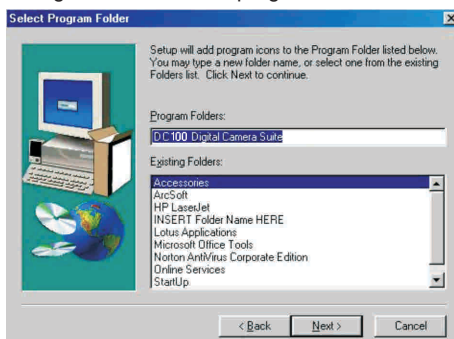 Select Program Folder
Setup will add program icons to the Program Folder listed below.
You may type a new folder name, or select one from the existing
Folders list. Click Next to continue.
Program Folders:
DC100 Digital Camera Suite
Existing Folders:
Accessories
ArcSoft
HP LaserJet
INSERT Folder Name HERE
Lotus Applications
Microsoft Office Tools
Norton AntiVirus Corporate Edition
Online Services
StartUp
< Back
Next >
Cancel